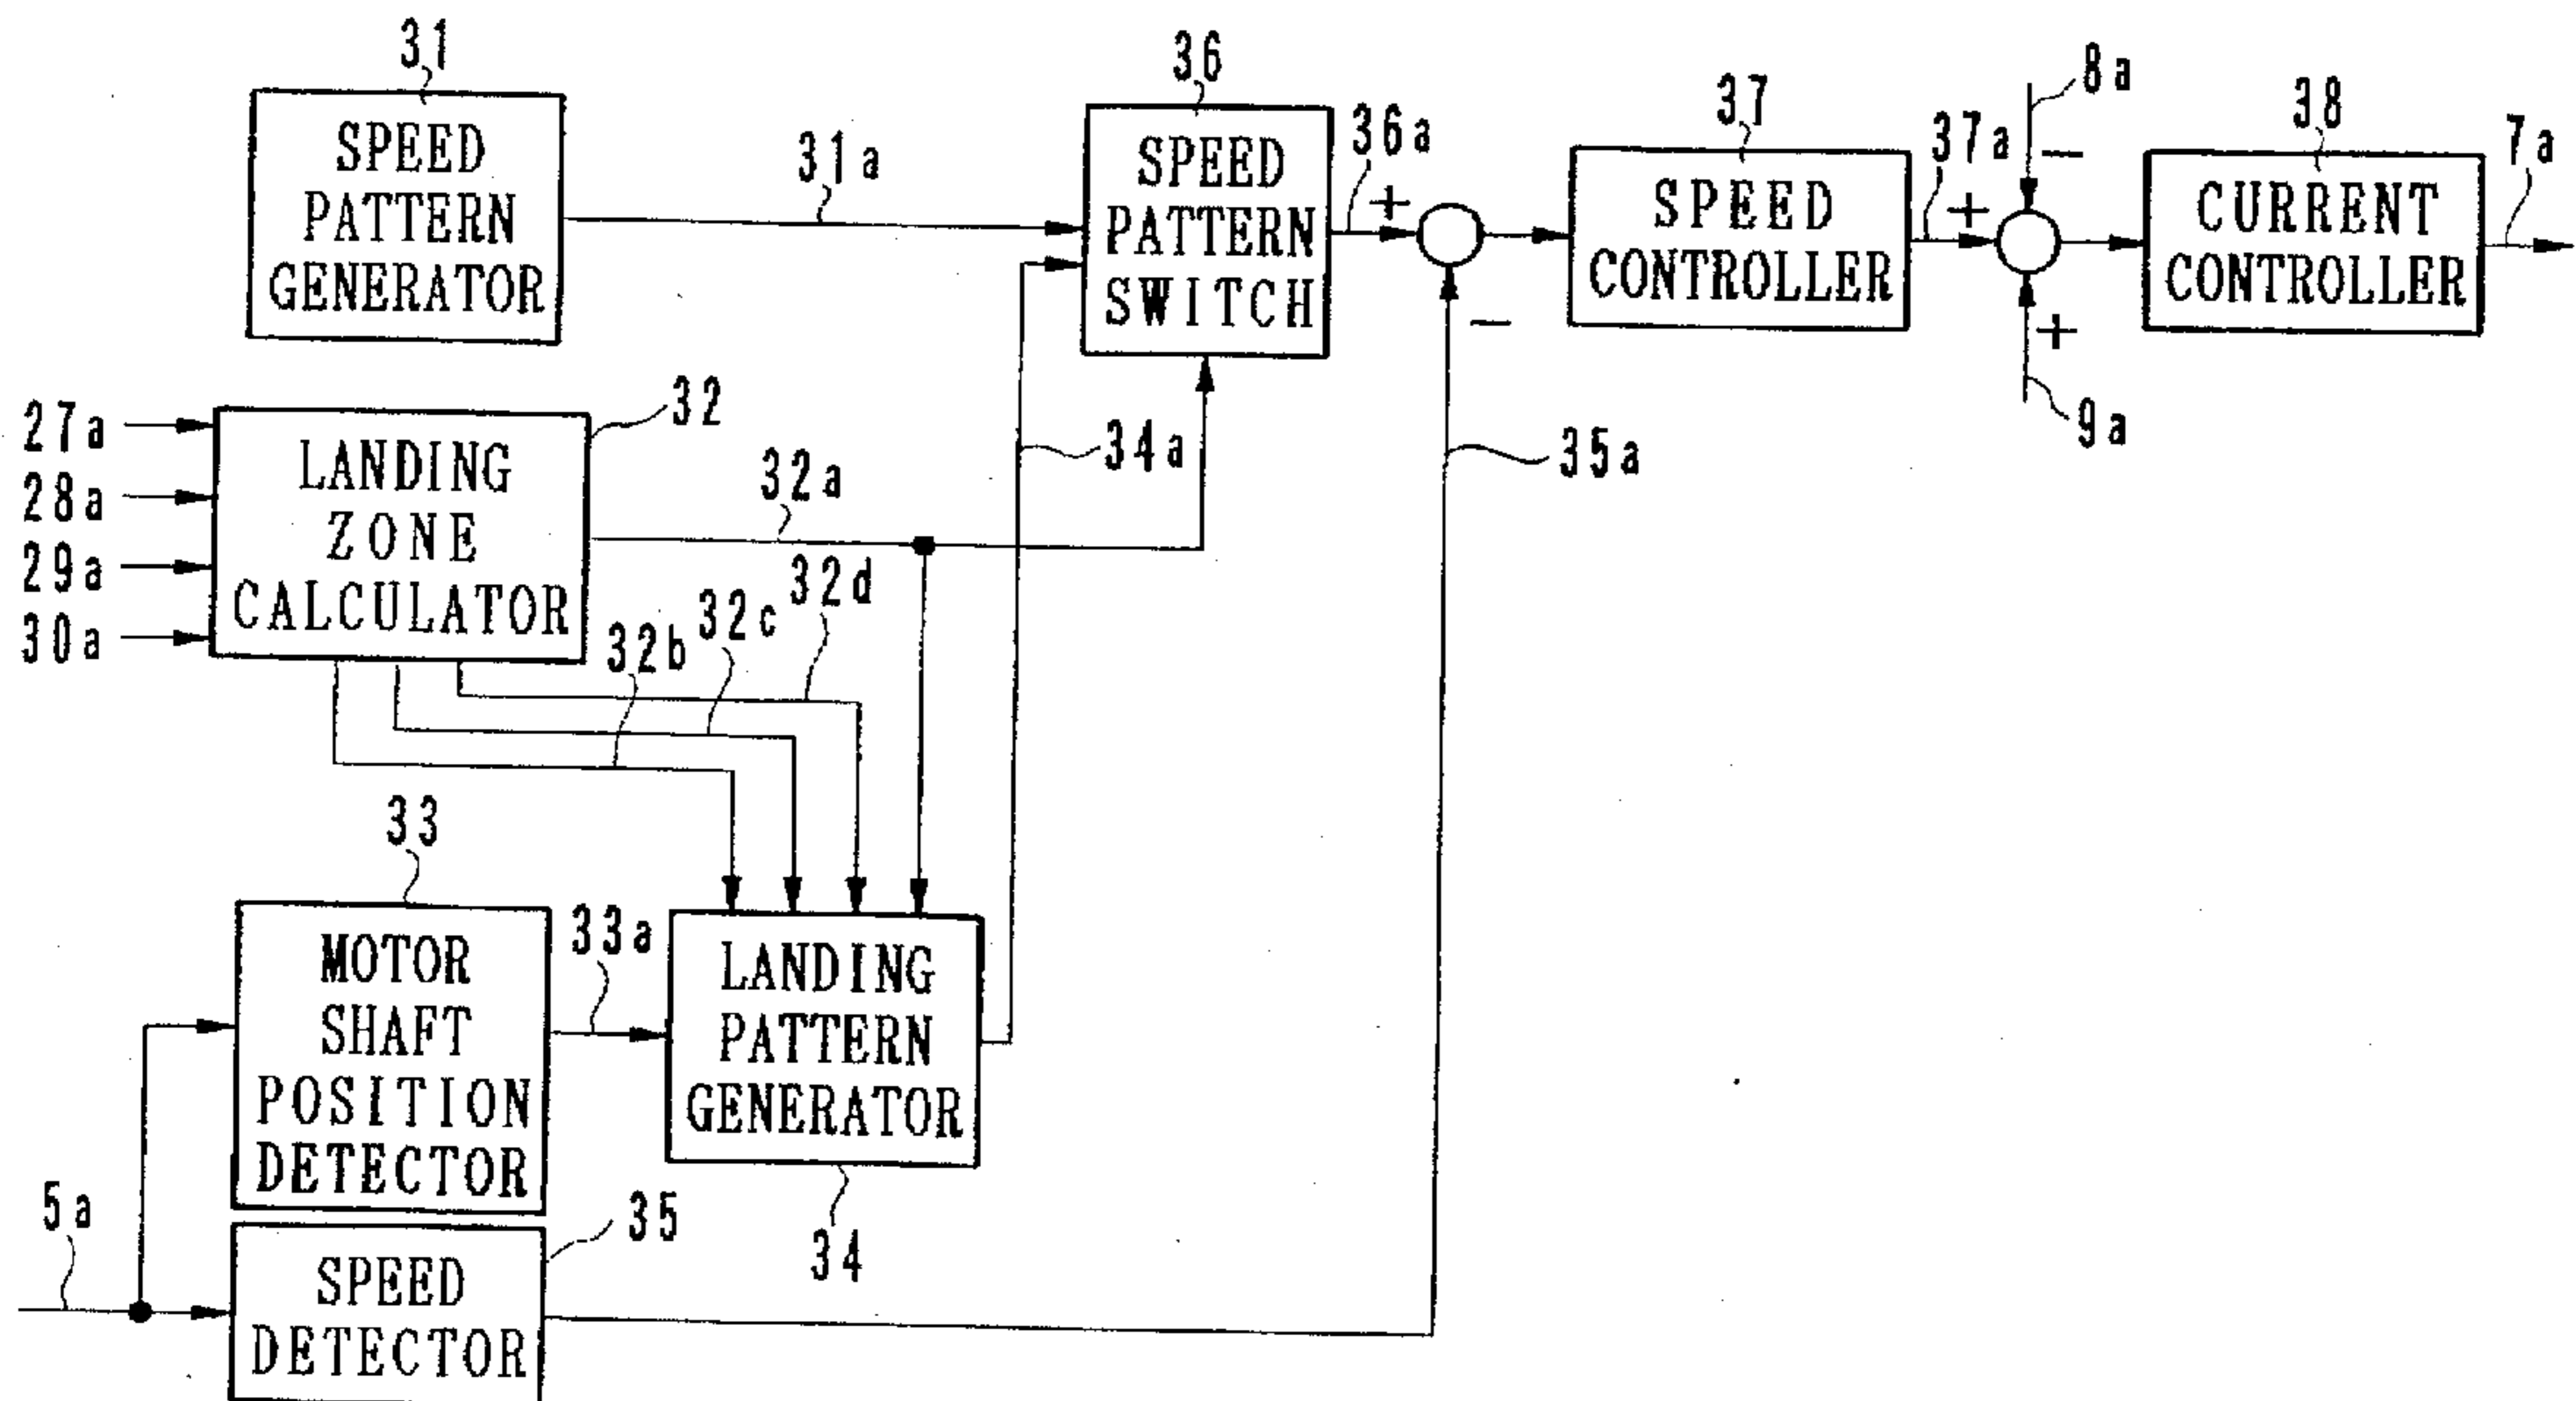 31
SPEED
PATTERN
GENERATOR
31a
36
SPEED
PATTERN
SWITCH
36a
+
−
37
SPEED
CONTROLLER
37a
+
8a
−
+
9a
38
CURRENT
CONTROLLER
7a
27a
28a
29a
30a
LANDING
ZONE
CALCULATOR
32
32a
32b
32c
32d
34a
35a
33
MOTOR
SHAFT
POSITION
DETECTOR
33a
LANDING
PATTERN
GENERATOR
34
5a
SPEED
DETECTOR
35